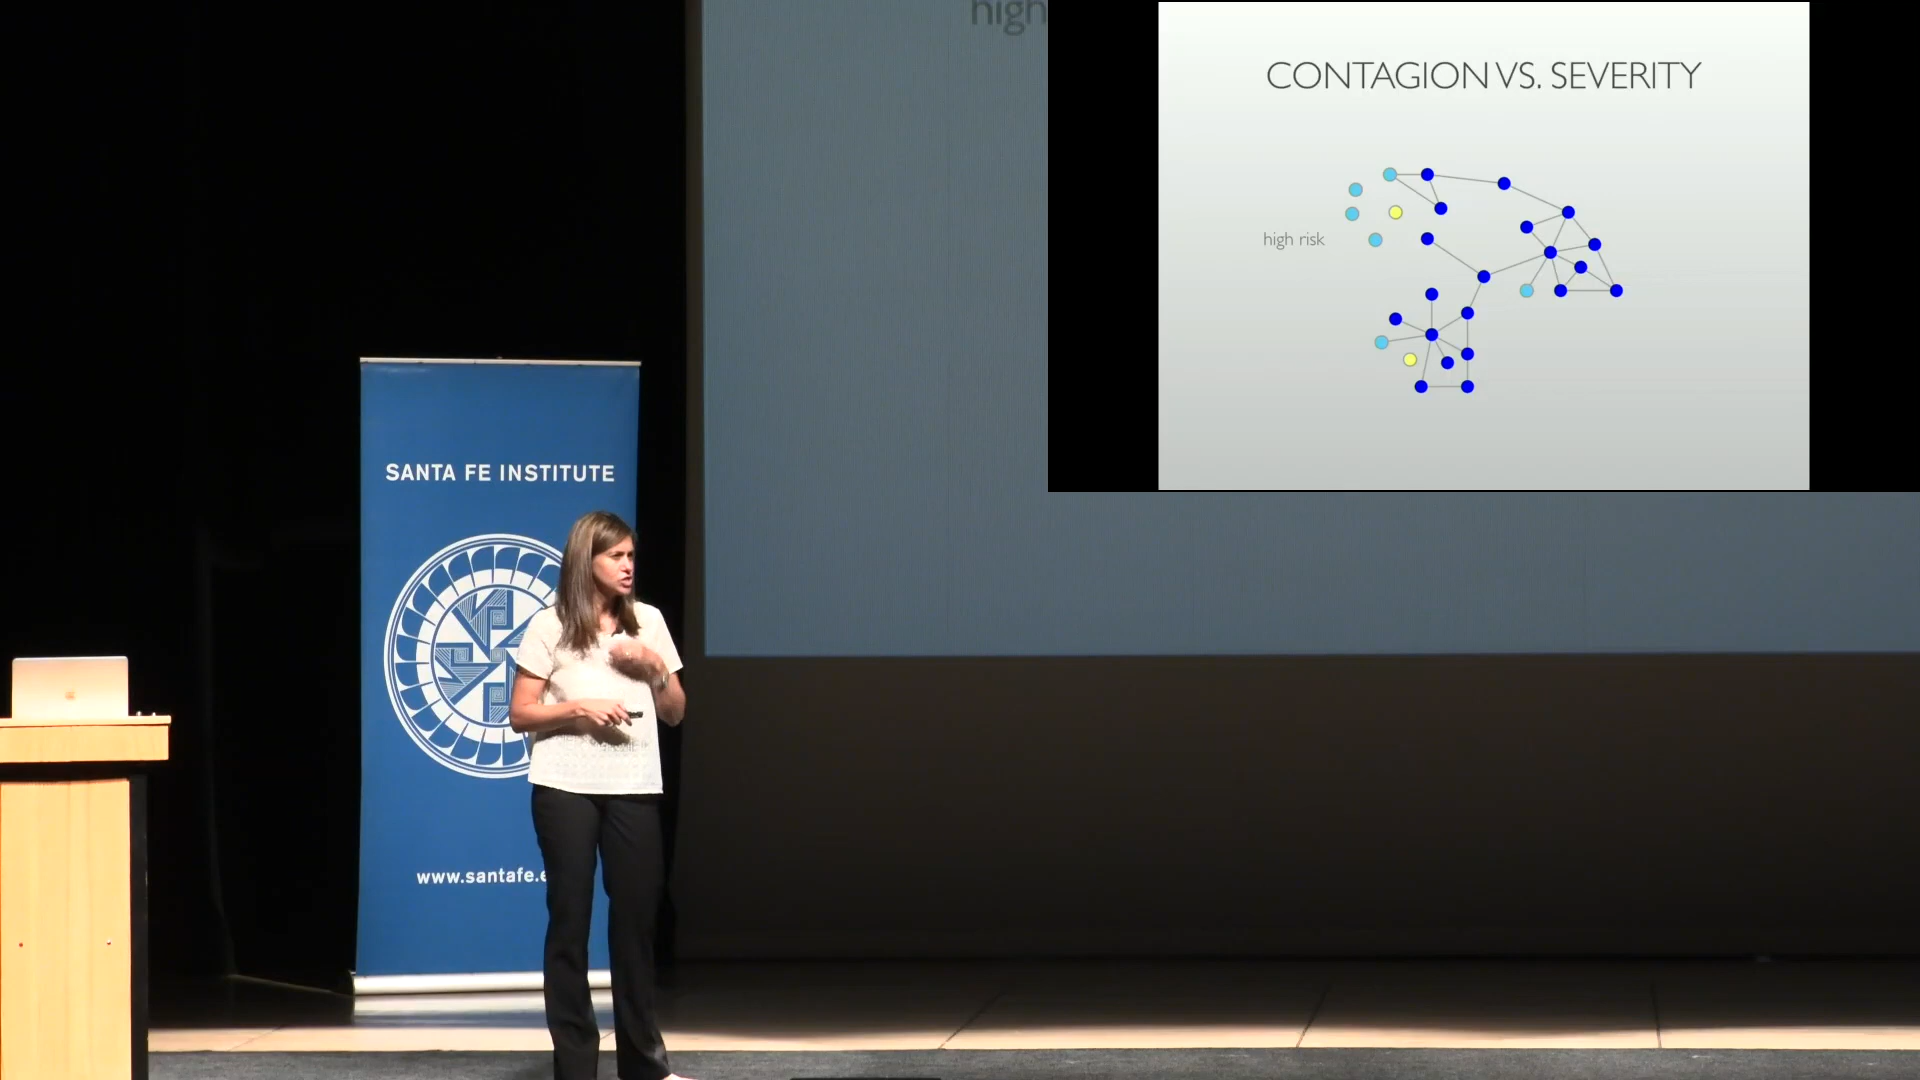 high
CONTAGION VS. SEVERITY
high risk
SANTA FE INSTITUTE
www.santafe.e